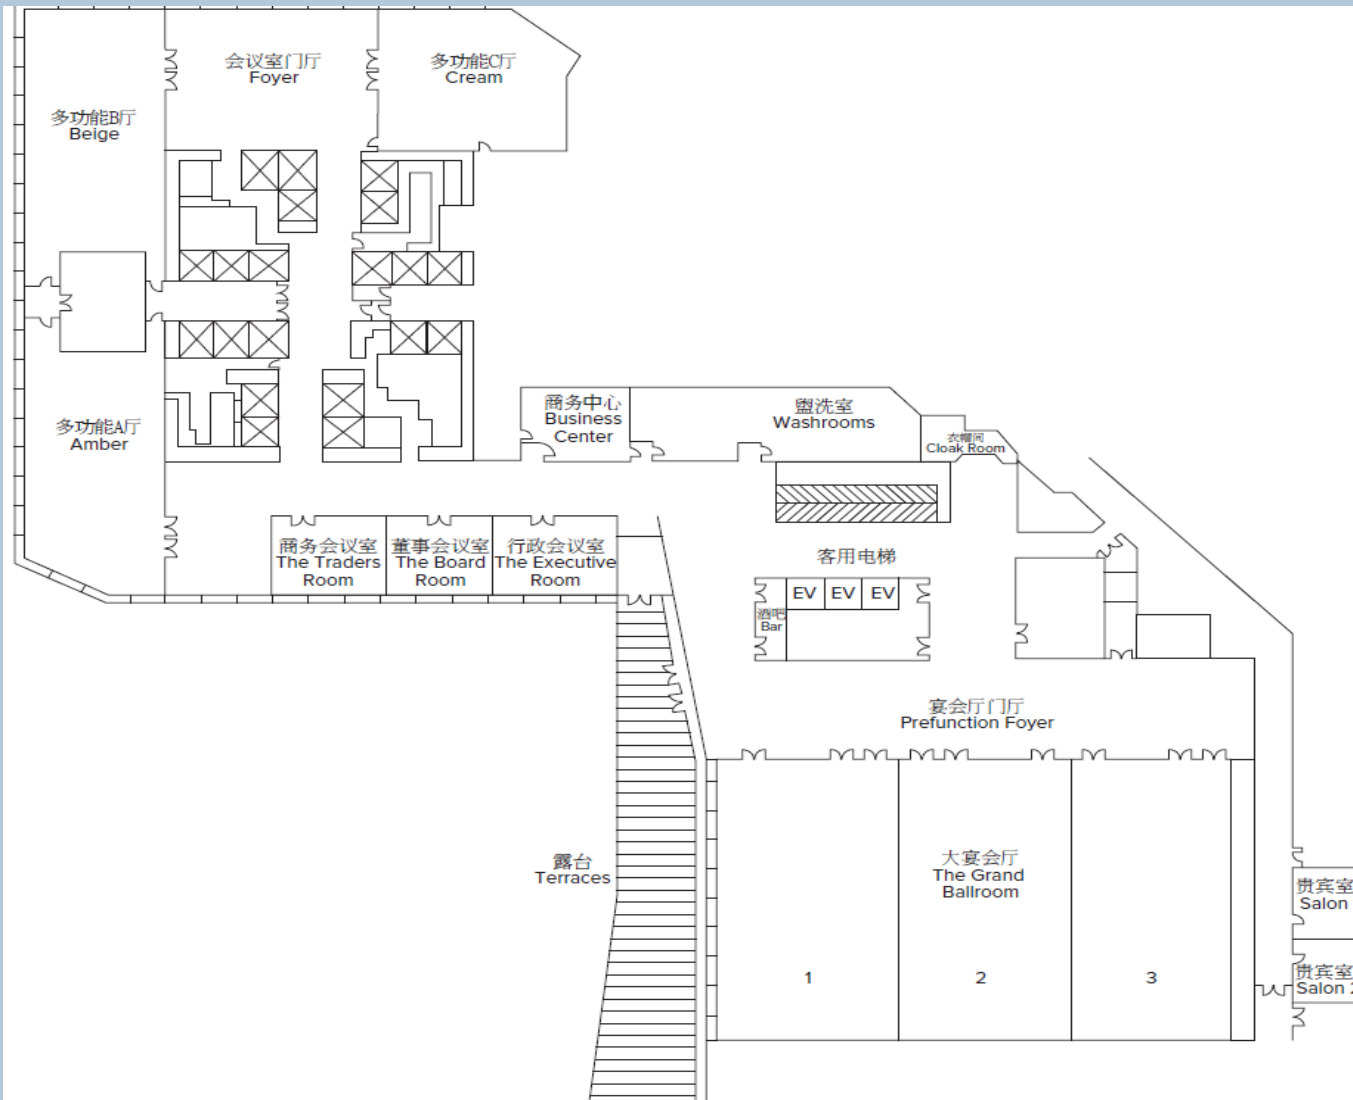 会议室门厅
Foyer
多功能C厅
Cream
多功能B厅
Beige
多功能A厅
Amber
商务中心
Business
Center
盥洗室
Washrooms
衣帽间
Cloak Room
商务会议室
The Traders
Room
董事会议室
The Board
Room
行政会议室
The Executive
Room
客用电梯
EV
EV
EV
酒吧
Bar
宴会厅门厅
Prefunction Foyer
露台
Terraces
大宴会厅
The Grand
Ballroom
1
2
3
贵宾室
Salon
贵宾室
Salon 2